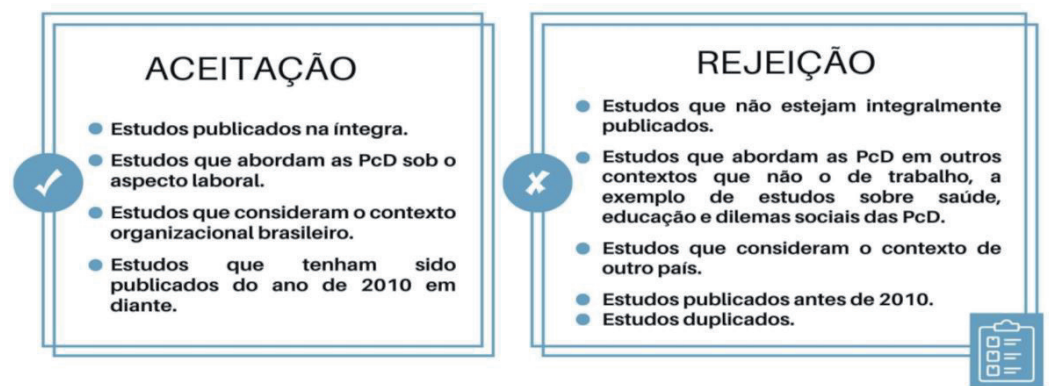 ACEITAÇÃO
Estudos publicados na íntegra.
Estudos que abordam as PcD sob o
aspecto laboral.
Estudos que consideram o contexto
organizacional brasileiro.
Estudos que tenham sido
publicados do ano de 2010 em
diante.
REJEIÇÃO
Estudos que não estejam integralmente
publicados.
Estudos que abordam as PcD em outros
contextos que não o de trabalho, a
exemplo de estudos sobre saúde,
educação e dilemas sociais das PcD.
Estudos que consideram o contexto de
outro país.
Estudos publicados antes de 2010.
Estudos duplicados.